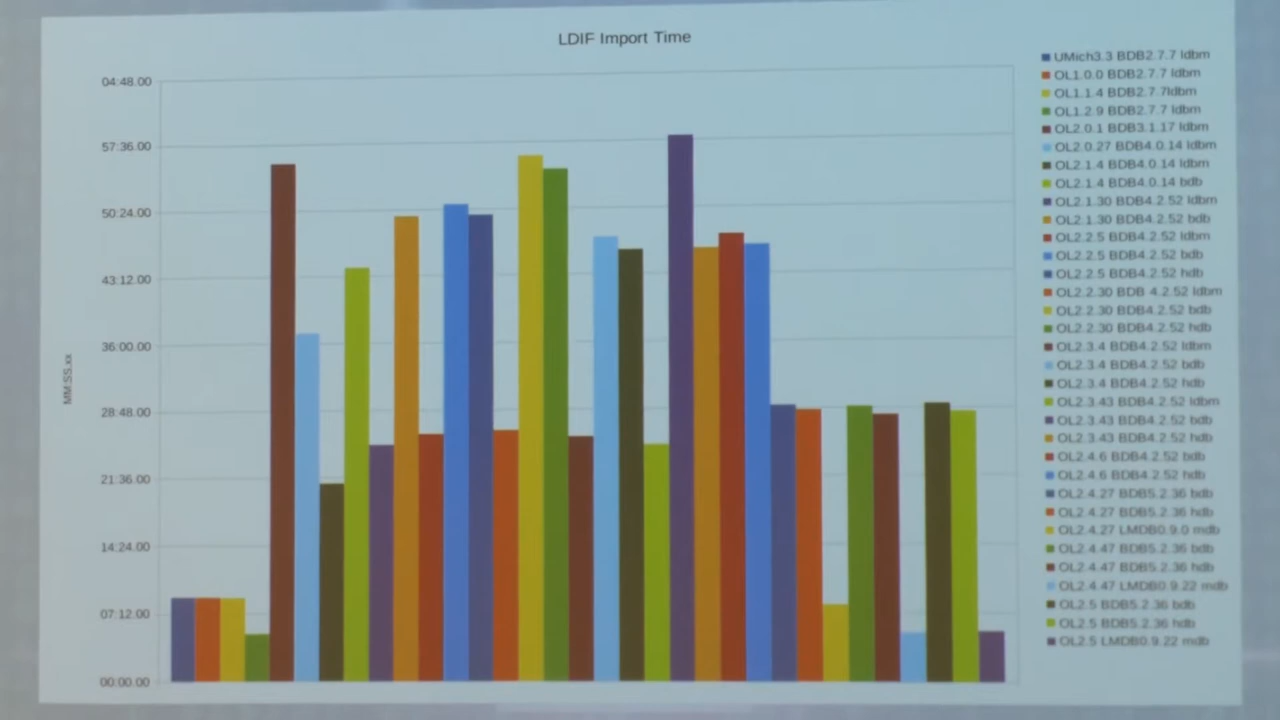 LDIF Import Time
04:48.00
57:36.00
50:24.00
43:12.00
36:00.00
28:48.00
21:36.00
14:24.00
07:12.00
00:00.00
MM:SS.xx
UMich3.3 BDB2.7.7 ldbm
OL1.0.0 BDB2.7.7 ldbm
OL1.1.4 BDB2.7.7ldbm
OL1.2.9 BDB2.7.7 ldbm
OL2.0.1 BDB3.1.17 ldbm
OL2.0.27 BDB4.0.14 ldbm
OL2.1.4 BDB4.0.14 ldbm
OL2.1.4 BDB4.0.14 bdb
OL2.1.30 BDB4.2.52 ldbm
OL2.1.30 BDB4.2.52 bdb
OL2.2.5 BDB4.2.52 ldbm
OL2.2.5 BDB4.2.52 bdb
OL2.2.5 BDB4.2.52 hdb
OL2.2.30 BDB 4.2.52 ldbm
OL2.2.30 BDB4.2.52 bdb
OL2.2.30 BDB4.2.52 hdb
OL2.3.4 BDB4.2.52 ldbm
OL2.3.4 BDB4.2.52 bdb
OL2.3.4 BDB4.2.52 hdb
OL2.3.43 BDB4.2.52 ldbm
OL2.3.43 BDB4.2.52 bdb
OL2.3.43 BDB4.2.52 hdb
OL2.4.6 BDB4.2.52 bdb
OL2.4.6 BDB4.2.52 hdb
OL2.4.27 BDB5.2.36 bdb
OL2.4.27 BDB5.2.36 hdb
OL2.4.27 LMDB0.9.0 mdb
OL2.4.47 BDB5.2.36 bdb
OL2.4.47 BDB5.2.36 hdb
OL2.4.47 LMDB0.9.22 mdb
OL2.5 BDB5.2.36 bdb
OL2.5 BDB5.2.36 hdb
OL2.5 LMDB0.9.22 mdb